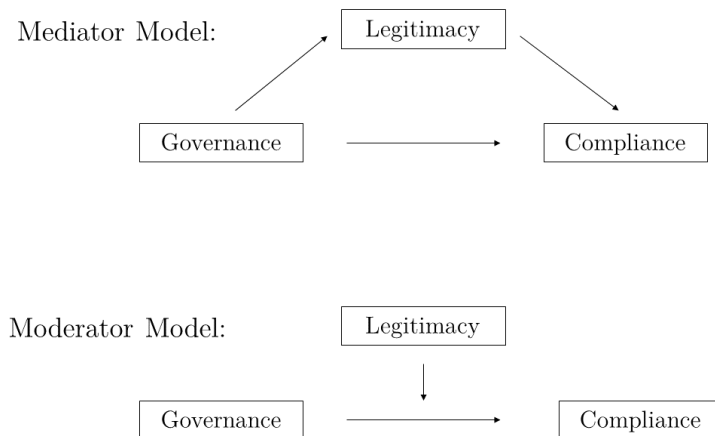 Mediator Model:
Legitimacy
Governance
Compliance
Moderator Model:
Legitimacy
Governance
Compliance